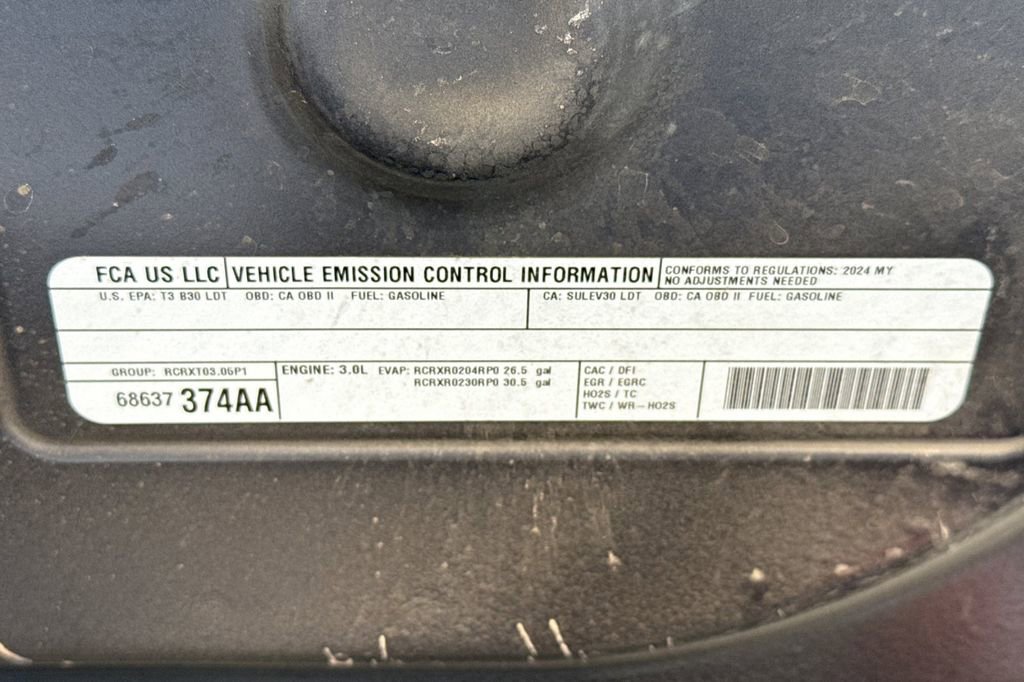 FCA US LLC VEHICLE EMISSION CONTROL INFORMATION
CONFORMS TO REGULATIONS: 2024 MY
NO ADJUSTMENTS NEEDED
U.S. EPA: T3 B30 LDT OBD: CA OBD II FUEL: GASOLINE
CA: SULEV30 LDT OBD: CA OBD II FUEL: GASOLINE
GROUP: RCRXT03.05P1
68637 374AA
ENGINE: 3.0L EVAP: RCRXR0204RP0 26.5 gal
RCRXR0230RP0 30.5 gal
CAC / DFI
EGR / EGRC
HO2S / TC
TWC / WR-HO2S